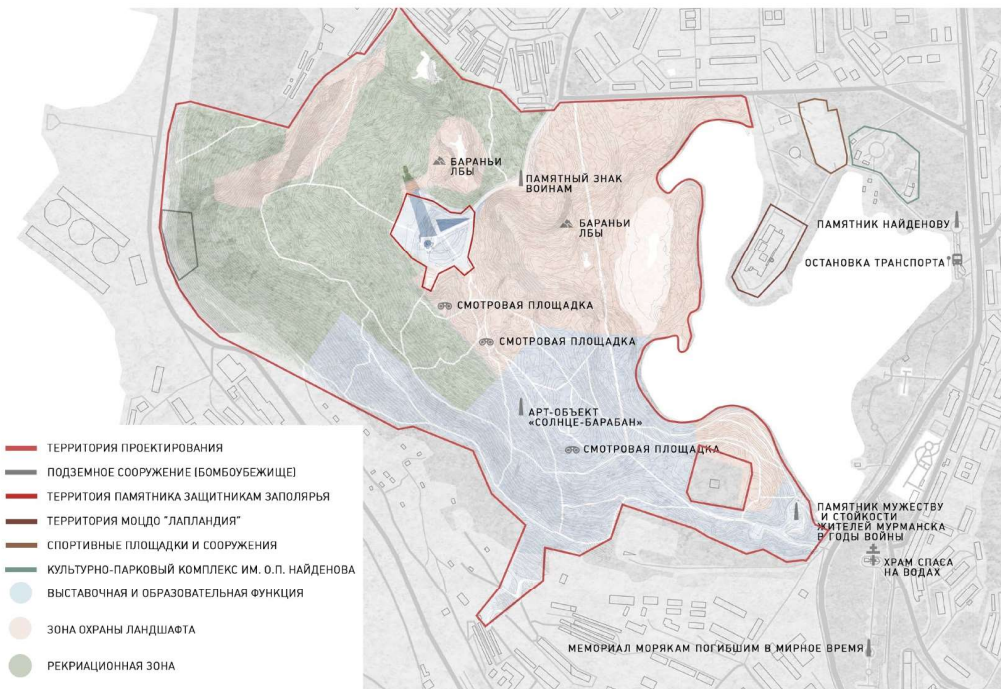 БАРАНЬИ
ЛБЫ
ПАМЯТНЫЙ ЗНАК
ВОИНАМ
БАРАНЬИ
ЛБЫ
ПАМЯТНИК НАЙДЕНОВУ
ОСТАНОВКА ТРАНСПОРТА
СМОТРОВАЯ ПЛОЩАДКА
СМОТРОВАЯ ПЛОЩАДКА
АРТ-ОБЪЕКТ
«СОЛНЦЕ-БАРАБАН»
СМОТРОВАЯ ПЛОЩАДКА
ПАМЯТНИК МУЖЕСТВУ
И СТОЙКОСТИ
ЖИТЕЛЕЙ МУРМАНСКА
В ГОДЫ ВОЙНЫ
ХРАМ СПАСА
НА ВОДАХ
МЕМОРИАЛ МОРЯКАМ ПОГИБШИМ В МИРНОЕ ВРЕМЯ
ТЕРРИТОРИЯ ПРОЕКТИРОВАНИЯ
ПОДЗЕМНОЕ СООРУЖЕНИЕ (БОМБОУБЕЖИЩЕ)
ТЕРРИТОИЯ ПАМЯТНИКА ЗАЩИТНИКАМ ЗАПОЛЯРЬЯ
ТЕРРИТОРИЯ МОЦДО "ЛАПЛАНДИЯ"
СПОРТИВНЫЕ ПЛОЩАДКИ И СООРУЖЕНИЯ
КУЛЬТУРНО-ПАРКОВЫЙ КОМПЛЕКС ИМ. О.П. НАЙДЕНОВА
ВЫСТАВОЧНАЯ И ОБРАЗОВАТЕЛЬНАЯ ФУНКЦИЯ
ЗОНА ОХРАНЫ ЛАНДШАФТА
РЕКРИАЦИОННАЯ ЗОНА